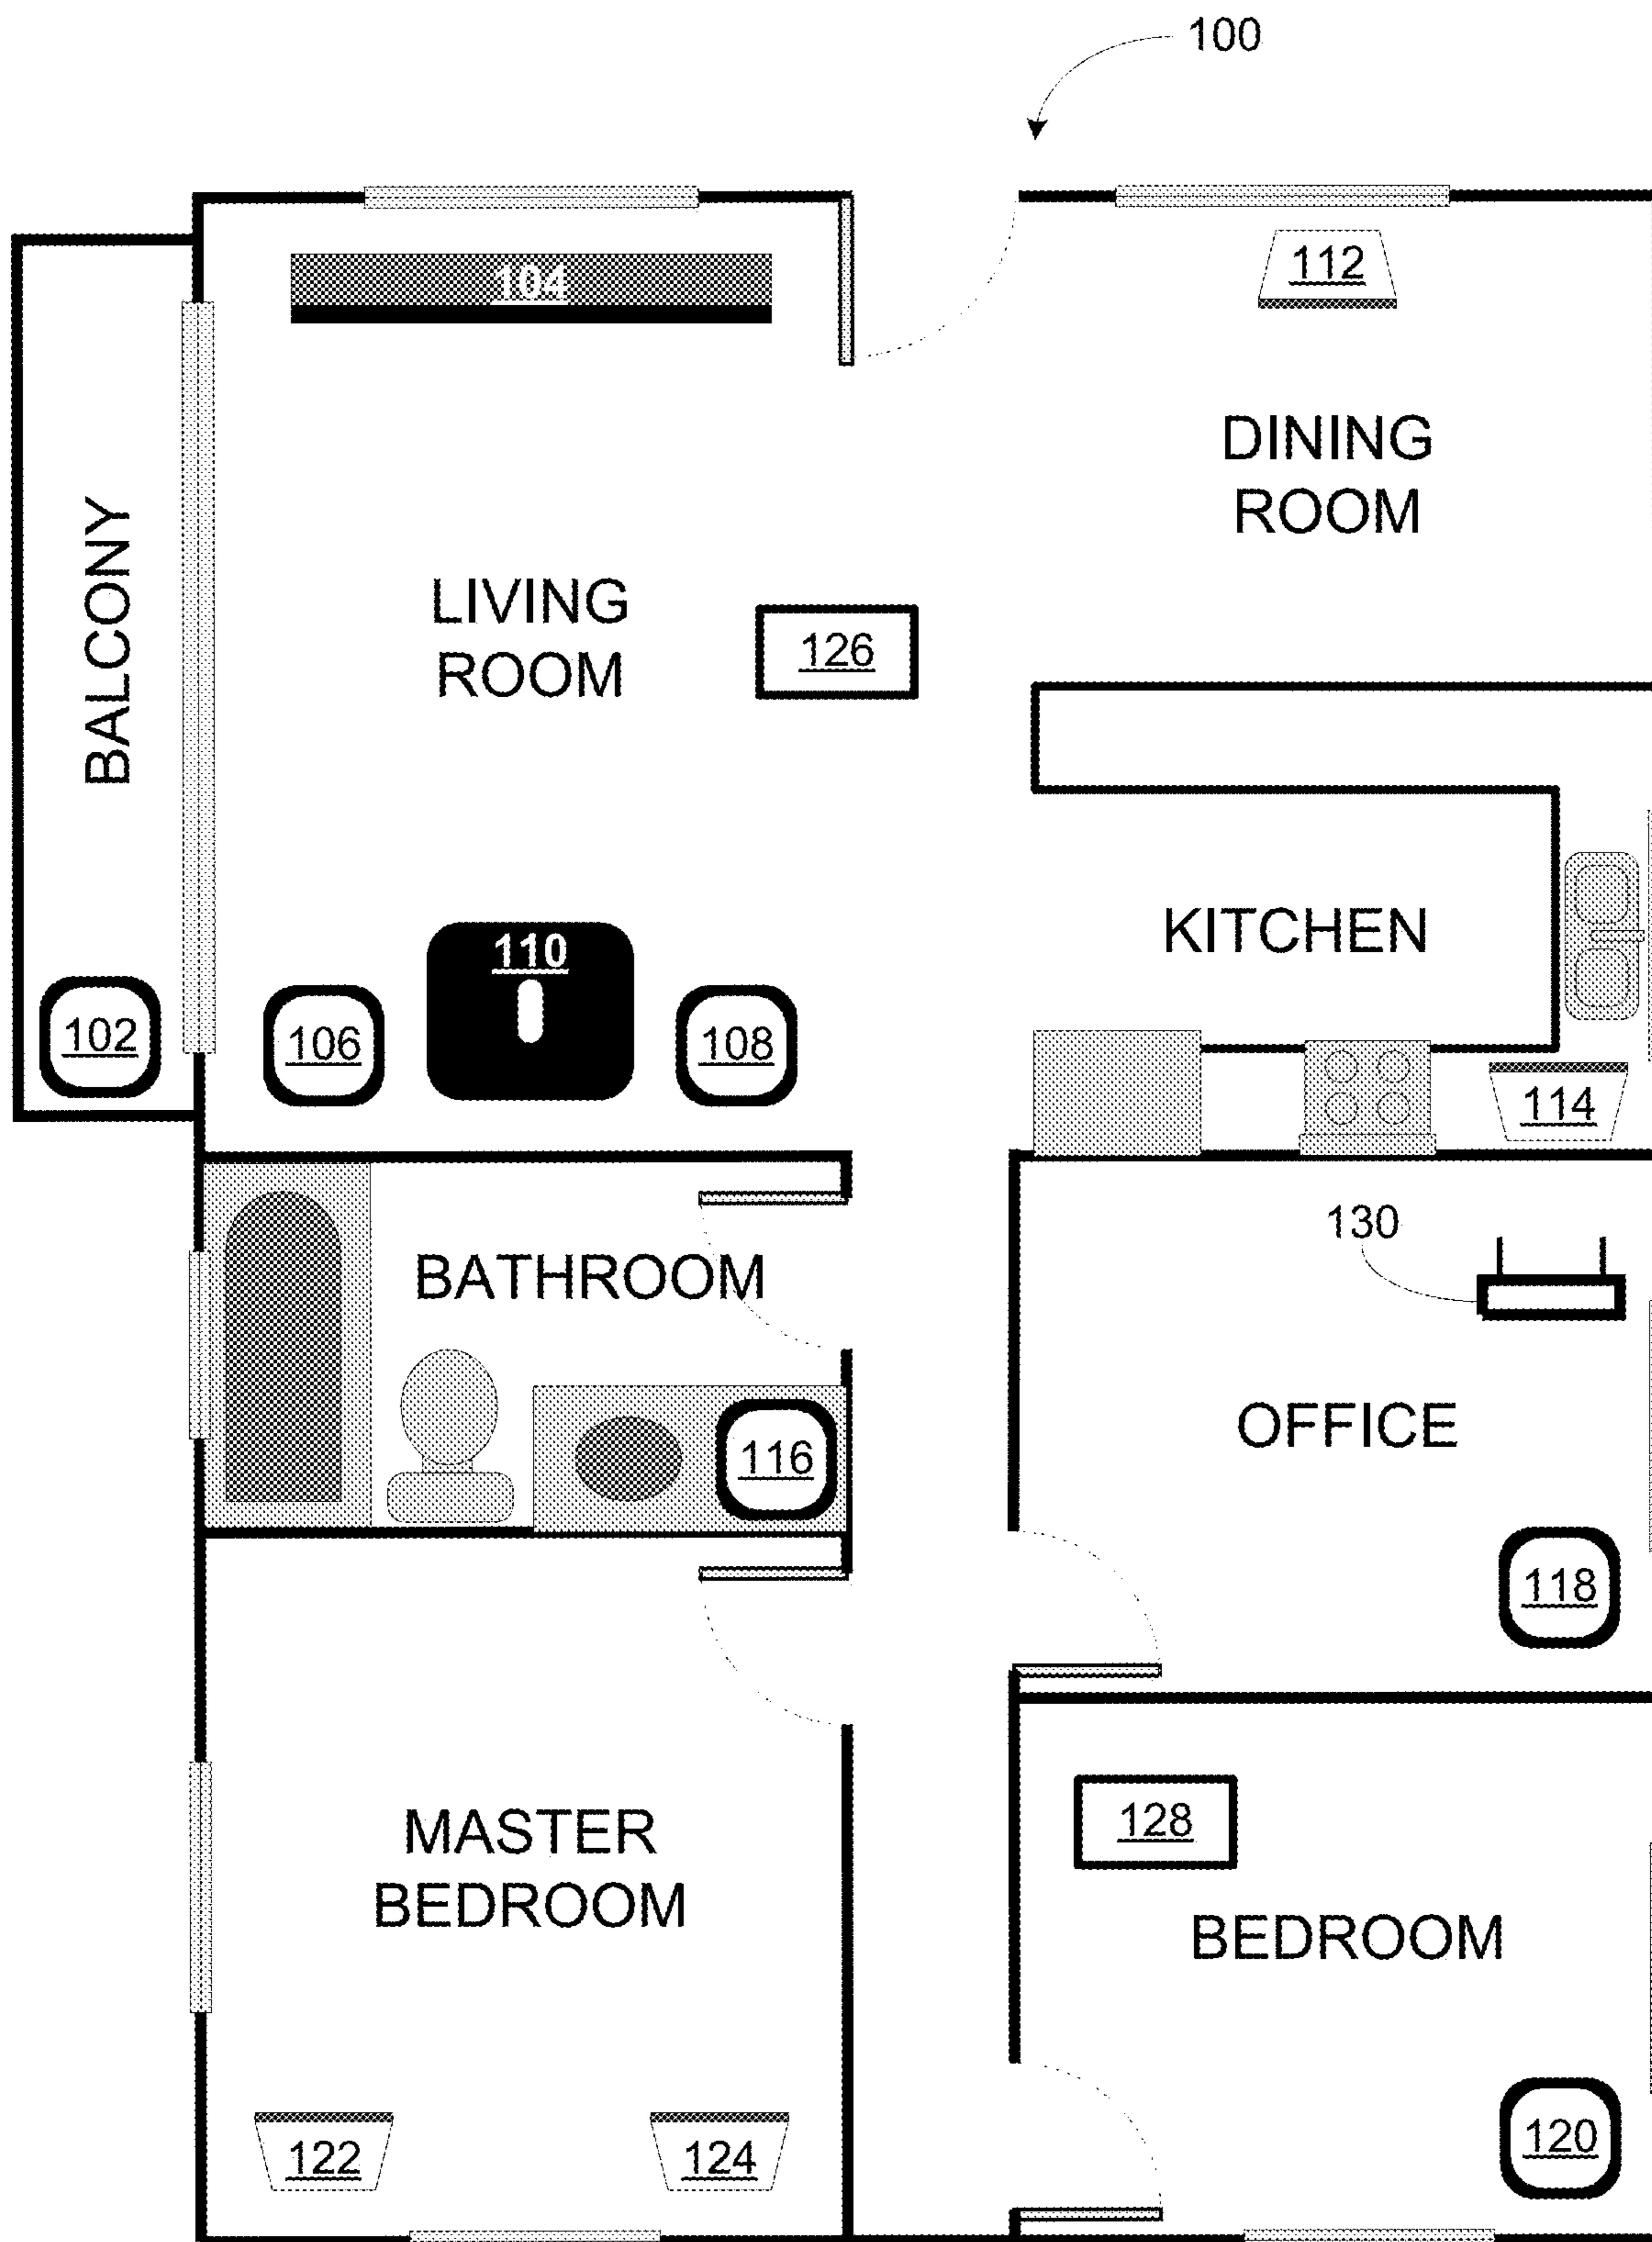 100
104
112
DINING
ROOM
BALCONY
LIVING
ROOM
126
KITCHEN
110
102
106
108
114
130
BATHROOM
OFFICE
116
118
MASTER
BEDROOM
128
BEDROOM
122
124
120